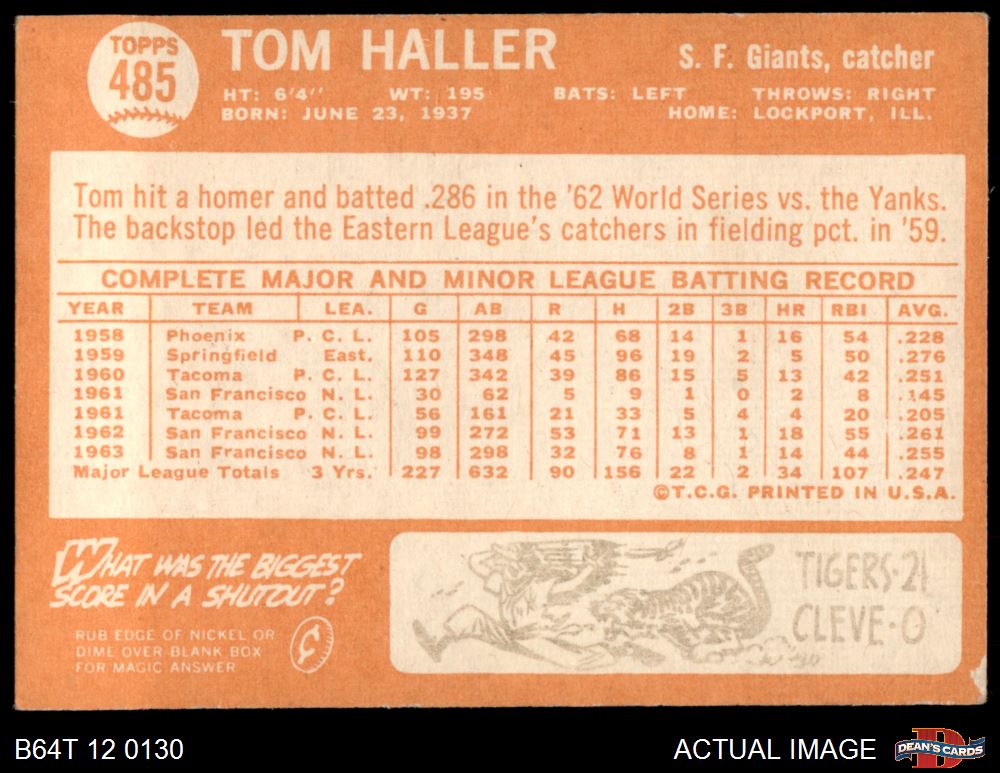 TOPPS
485
TOM HALLER
S. F. Giants, catcher
HT: 6'4" WT: 195 BATS: LEFT THROWS: RIGHT
BORN: JUNE 23, 1937 HOME: LOCKPORT, ILL.
Tom hit a homer and batted .286 in the '62 World Series vs. the Yanks.
The backstop led the Eastern League's catchers in fielding pct. in '59.
COMPLETE MAJOR AND MINOR LEAGUE BATTING RECORD
YEAR TEAM LEA. G AB R H 2B 3B HR RBI AVG.
1958 Phoenix P. C. L. 105 298 42 68 14 1 16 54 .228
1959 Springfield East. 110 348 45 96 19 2 5 50 .276
1960 Tacoma P. C. L. 127 342 39 86 15 5 13 42 .251
1961 San Francisco N. L. 30 62 5 9 1 0 2 8 .145
1961 Tacoma P. C. L. 56 161 21 33 5 4 4 20 .205
1962 San Francisco N. L. 99 272 53 71 13 1 18 55 .261
1963 San Francisco N. L. 98 298 32 76 8 1 14 44 .255
Major League Totals 3 Yrs. 227 632 90 156 22 2 34 107 .247
©T.C.G. PRINTED IN U.S.A.
WHAT WAS THE BIGGEST
SCORE IN A SHUTOUT?
RUB EDGE OF NICKEL OR
DIME OVER BLANK BOX
FOR MAGIC ANSWER
TIGERS·21
CLEVE·0
B64T 12 0130
ACTUAL IMAGE
DEAN'S CARDS